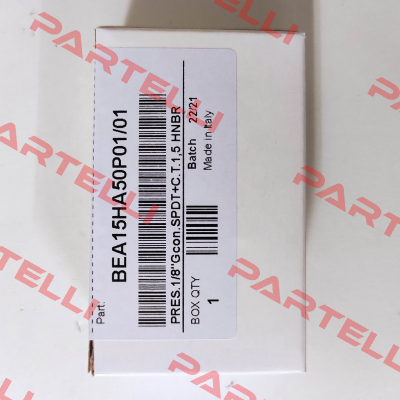 Part:
BEA15HA50P01/01
PRES.1/8"Gcon.SPDT+C.T.1,5 HNBR
Batch 22/21
BOX QTY
Made in Italy
1
PARTELLI
PARTELLI
PARTELLI
PARTELLI
PARTELLI